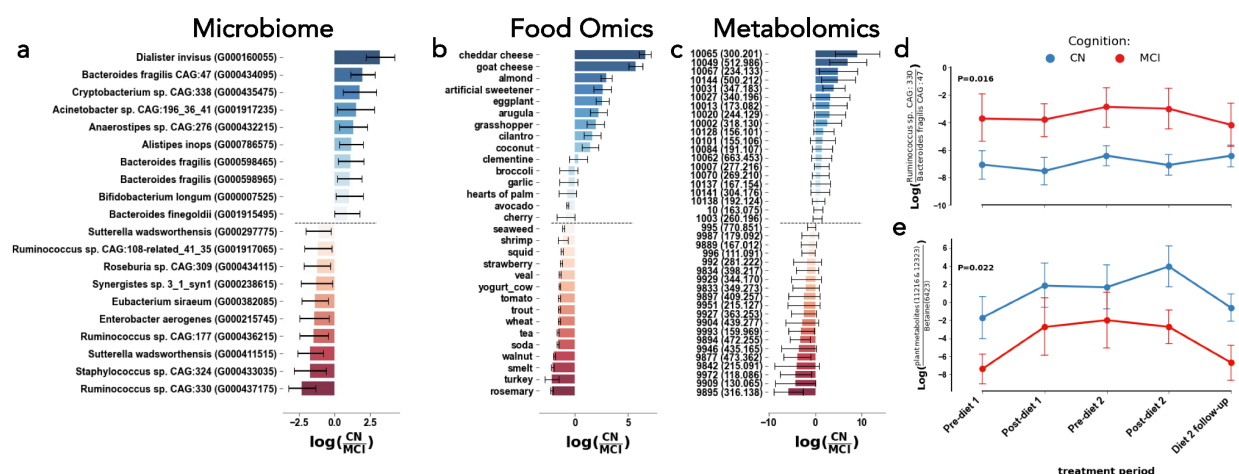 Microbiome
Food Omics
Metabolomics
a
Dialister invisus (G000160055)
Bacteroides fragilis CAG:47 (G000434095)
Cryptobacterium sp. CAG:338 (G000435475)
Acinetobacter sp. CAG:196_36_41 (G001917235)
Anaerostipes sp. CAG:276 (G000432215)
Alistipes inops (G000786575)
Bacteroides fragilis (G000598465)
Bacteroides fragilis (G000598965)
Bifidobacterium longum (G000007525)
Bacteroides finegoldii (G001915495)
Sutterella wadsworthensis (G000297775)
Ruminococcus sp. CAG:108-related_41_35 (G001917065)
Roseburia sp. CAG:309 (G000434115)
Synergistes sp. 3_1_syn1 (G000238615)
Eubacterium siraeum (G000382085)
Enterobacter aerogenes (G000215745)
Ruminococcus sp. CAG:177 (G000436215)
Sutterella wadsworthensis (G000411515)
Staphylococcus sp. CAG:324 (G000433035)
Ruminococcus sp. CAG:330 (G000437175)
−2.5 0.0 2.5
log(CN/MCI)
b
cheddar cheese
goat cheese
almond
artificial sweetener
eggplant
arugula
grasshopper
cilantro
coconut
clementine
broccoli
garlic
hearts of palm
avocado
cherry
seaweed
shrimp
squid
strawberry
veal
yogurt_cow
tomato
trout
wheat
tea
soda
walnut
smelt
turkey
rosemary
0 5
log(CN/MCI)
c
10065 (300.201)
10049 (512.986)
10067 (234.133)
10144 (500.212)
10031 (347.183)
10027 (340.196)
10013 (173.082)
10020 (244.129)
10002 (318.130)
10128 (156.101)
10101 (155.106)
10084 (191.107)
10062 (663.453)
10007 (277.216)
10070 (269.210)
10137 (167.154)
10141 (304.176)
10138 (192.124)
10 (163.075)
1003 (260.196)
995 (770.851)
9987 (179.092)
9889 (167.012)
996 (111.091)
992 (281.222)
9834 (398.217)
9929 (344.170)
9833 (349.273)
9897 (409.257)
9951 (215.127)
9927 (363.253)
9904 (439.277)
9993 (159.969)
9894 (472.255)
9946 (435.165)
9877 (473.362)
9842 (215.091)
9972 (118.086)
9909 (130.065)
9895 (316.138)
−10 0 10
log(CN/MCI)
d
Cognition:
CN MCI
P=0.016
0
−2
−4
−6
−8
−10
Log(Ruminococcus sp. CAG: 330/Bacteroides fragilis CAG:47)
e
P=0.022
6
4
2
0
−2
−4
−6
−8
Log(plant metabolites(11216 & 12323)/Betaine(6423))
Pre-diet 1
Post-diet 1
Pre-diet 2
Post-diet 2
Diet 2 follow-up
treatment period